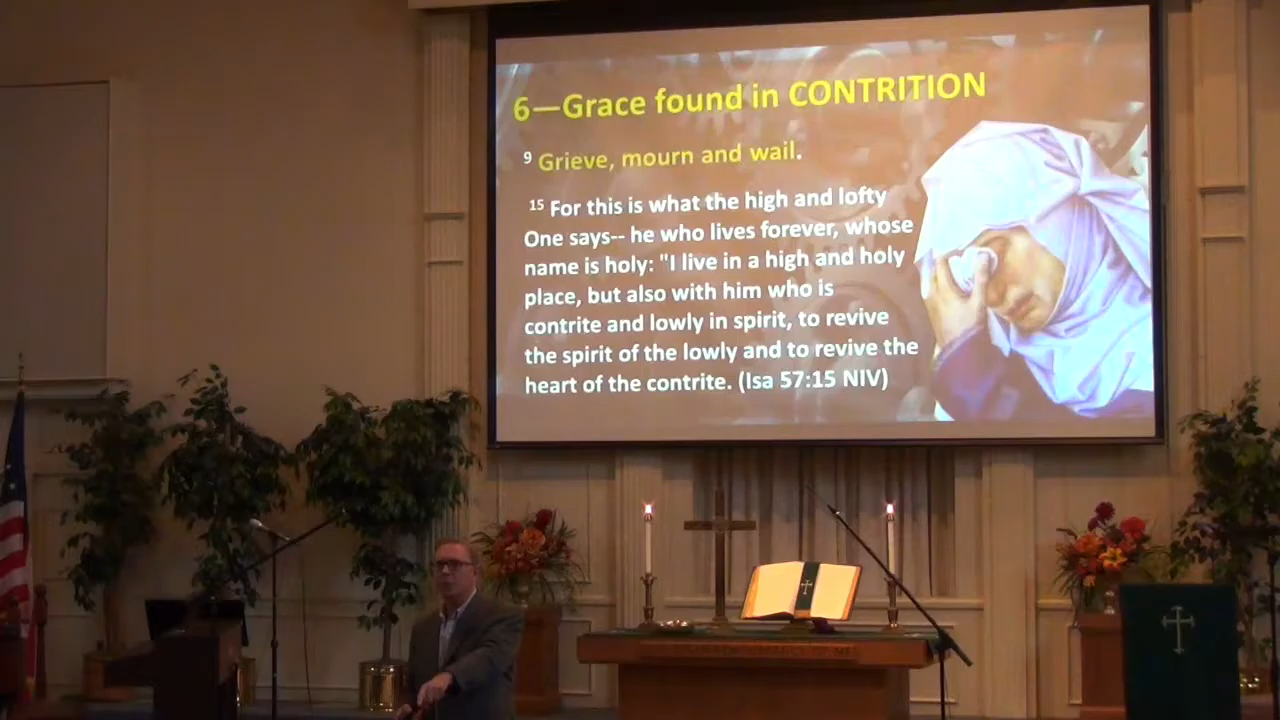 6—Grace found in CONTRITION
9 Grieve, mourn and wail.
15 For this is what the high and lofty
One says-- he who lives forever, whose
name is holy: "I live in a high and holy
place, but also with him who is
contrite and lowly in spirit, to revive
the spirit of the lowly and to revive the
heart of the contrite. (Isa 57:15 NIV)